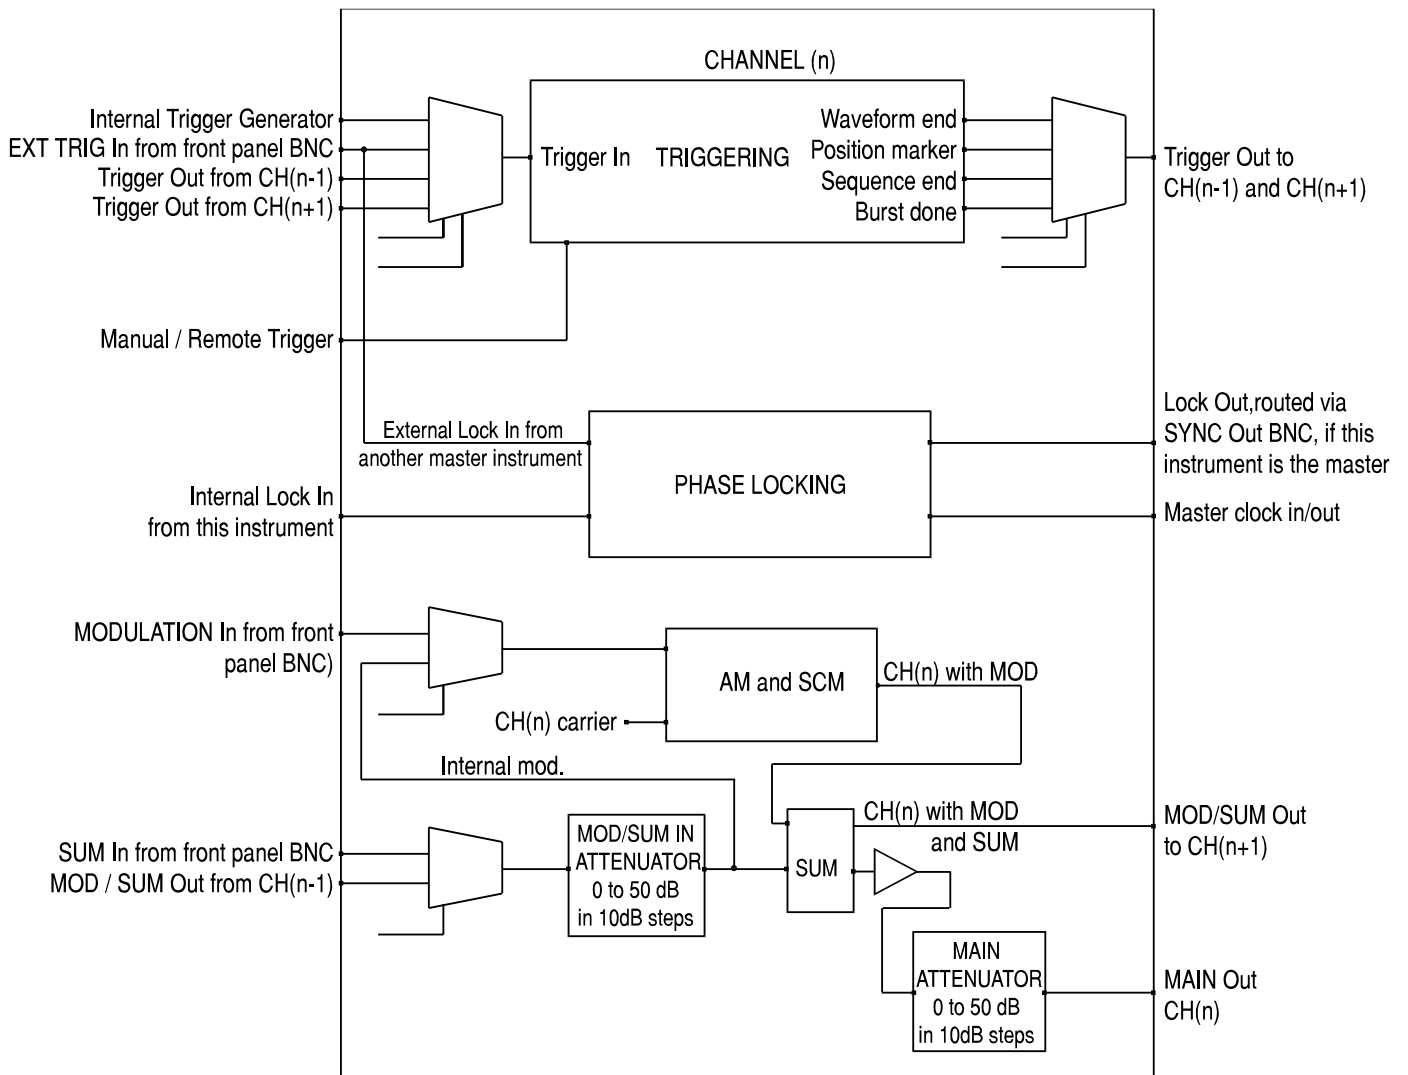 CHANNEL (n)
Internal Trigger Generator
EXT TRIG In from front panel BNC
Trigger Out from CH(n-1)
Trigger Out from CH(n+1)
Trigger In
TRIGGERING
Waveform end
Position marker
Sequence end
Burst done
Trigger Out to
CH(n-1) and CH(n+1)
Manual / Remote Trigger
External Lock In from
another master instrument
PHASE LOCKING
Lock Out,routed via
SYNC Out BNC, if this
instrument is the master
Internal Lock In
from this instrument
Master clock in/out
MODULATION In from front
panel BNC)
AM and SCM
CH(n) with MOD
CH(n) carrier
Internal mod.
SUM In from front panel BNC
MOD / SUM Out from CH(n-1)
MOD/SUM IN
ATTENUATOR
0 to 50 dB
in 10dB steps
SUM
CH(n) with MOD
and SUM
MOD/SUM Out
to CH(n+1)
MAIN
ATTENUATOR
0 to 50 dB
in 10dB steps
MAIN Out
CH(n)